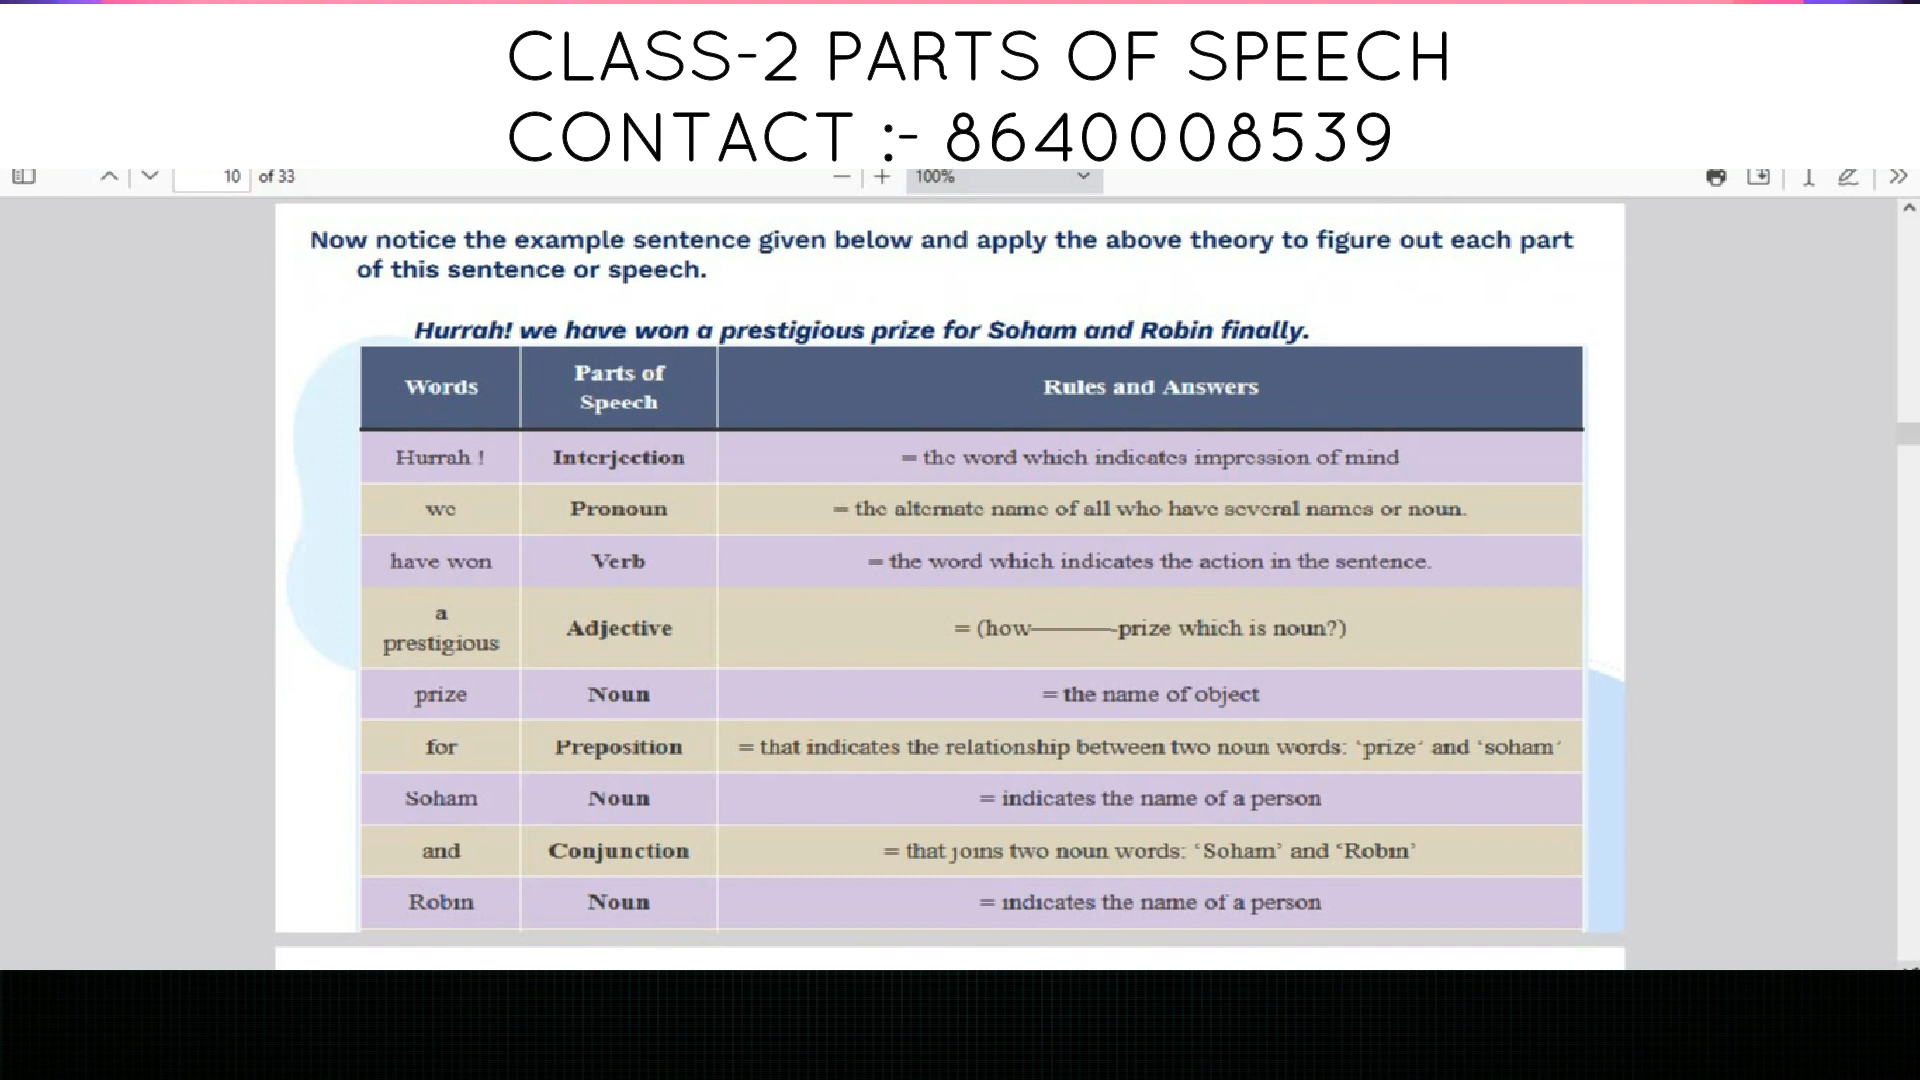 CLASS-2 PARTS OF SPEECH
CONTACT :- 8640008539
10 of 33
100%
Now notice the example sentence given below and apply the above theory to figure out each part
of this sentence or speech.
Hurrah! we have won a prestigious prize for Soham and Robin finally.
Words Parts of Speech Rules and Answers
Hurrah ! Interjection = the word which indicates impression of mind
we Pronoun = the alternate name of all who have several names or noun.
have won Verb = the word which indicates the action in the sentence.
a prestigious Adjective = (how————prize which is noun?)
prize Noun = the name of object
for Preposition = that indicates the relationship between two noun words: ‘prize’ and ‘soham’
Soham Noun = indicates the name of a person
and Conjunction = that joins two noun words: ‘Soham’ and ‘Robin’
Robin Noun = indicates the name of a person